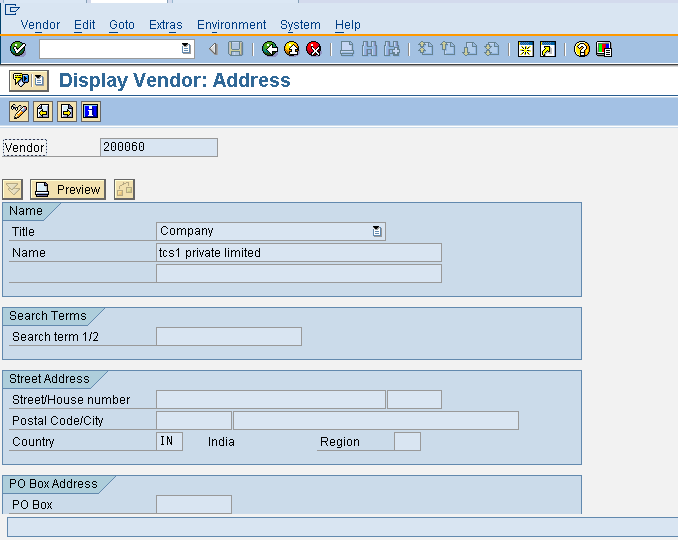 Vendor Edit Goto Extras Environment System Help
Display Vendor: Address
Vendor 200060
Preview
Name
Title Company
Name tcs1 private limited
Search Terms
Search term 1/2
Street Address
Street/House number
Postal Code/City
Country IN India Region
PO Box Address
PO Box